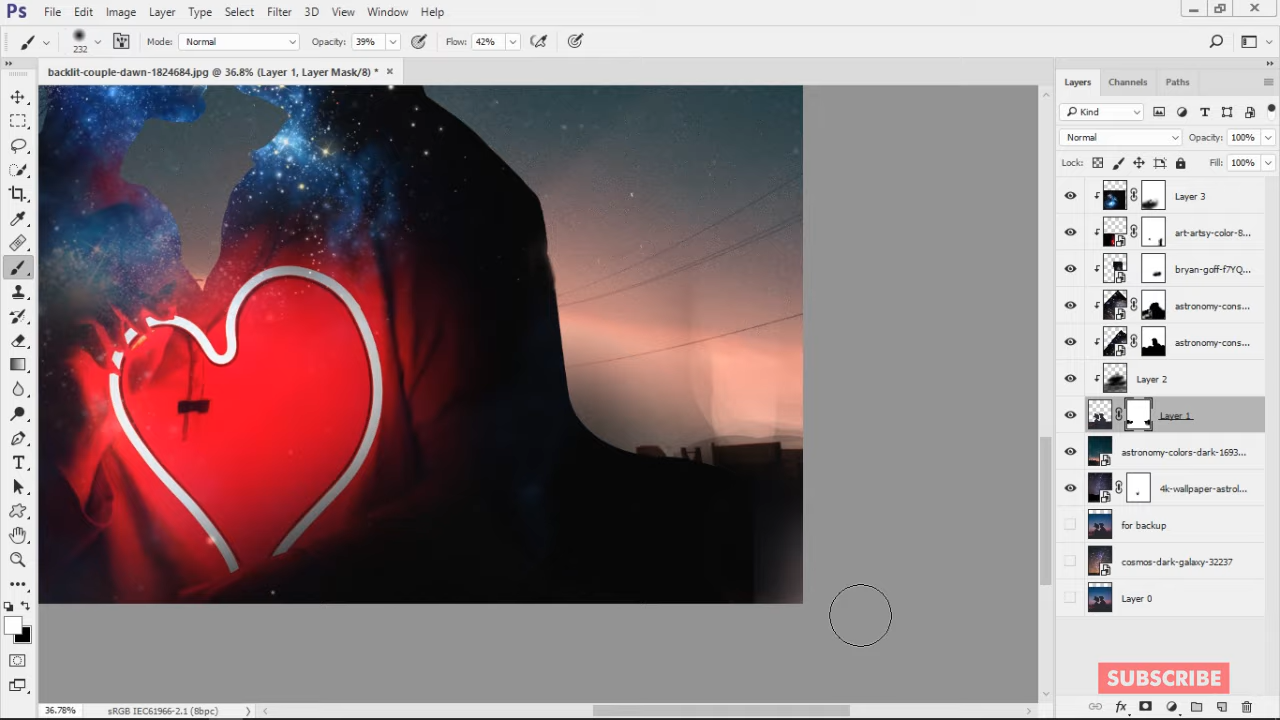 Ps File Edit Image Layer Type Select Filter 3D View Window Help
232 Mode: Normal Opacity: 39% Flow: 42%
backlit-couple-dawn-1824684.jpg @ 36.8% (Layer 1, Layer Mask/8) *
Layers Channels Paths
Kind
Normal Opacity: 100%
Lock: Fill: 100%
Layer 3
art-artsy-color-8...
bryan-goff-f7YQ...
astronomy-cons...
astronomy-cons...
Layer 2
Layer 1
astronomy-colors-dark-1693...
4k-wallpaper-astrol...
for backup
cosmos-dark-galaxy-32237
Layer 0
SUBSCRIBE
36.78% sRGB IEC61966-2.1 (8bpc)